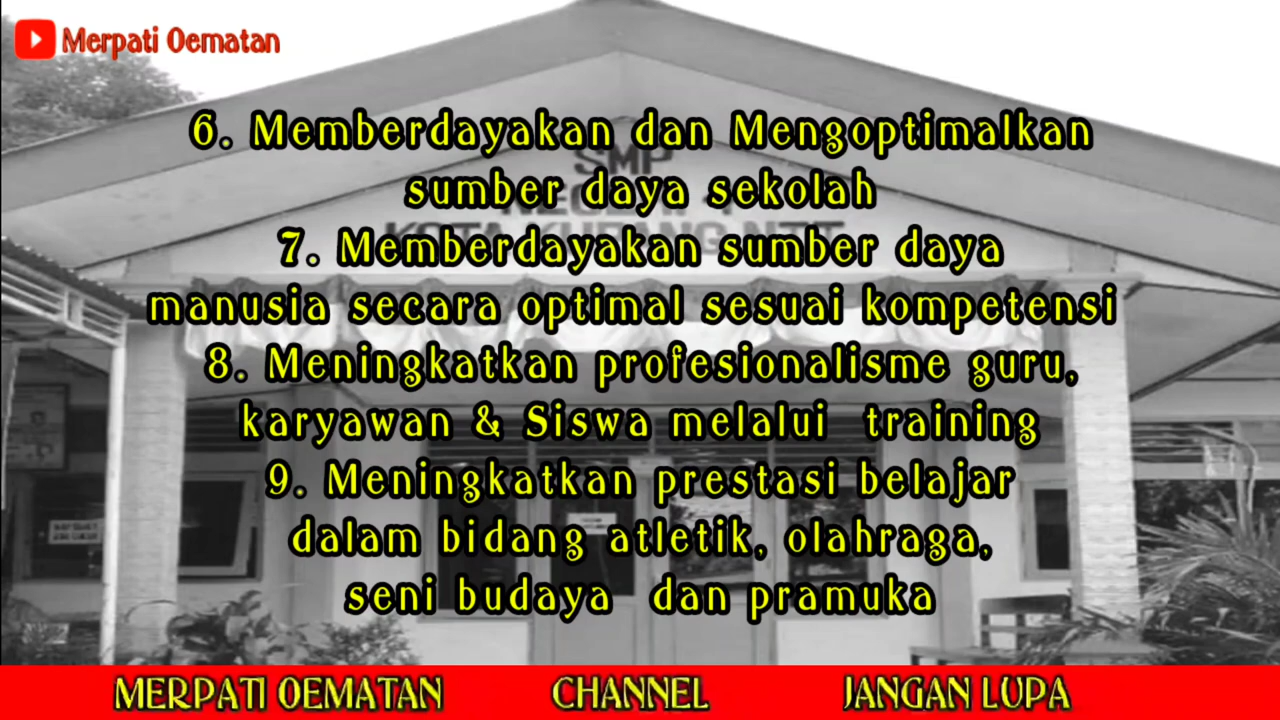 Merpati Oematan
6. Memberdayakan dan Mengoptimalkan
SMP
sumber daya sekolah
7. Memberdayakan sumber daya
manusia secara optimal sesuai kompetensi
8. Meningkatkan profesionalisme guru,
karyawan & Siswa melalui training
9. Meningkatkan prestasi belajar
dalam bidang atletik, olahraga,
seni budaya dan pramuka
MERPATI OEMATAN CHANNEL JANGAN LUPA